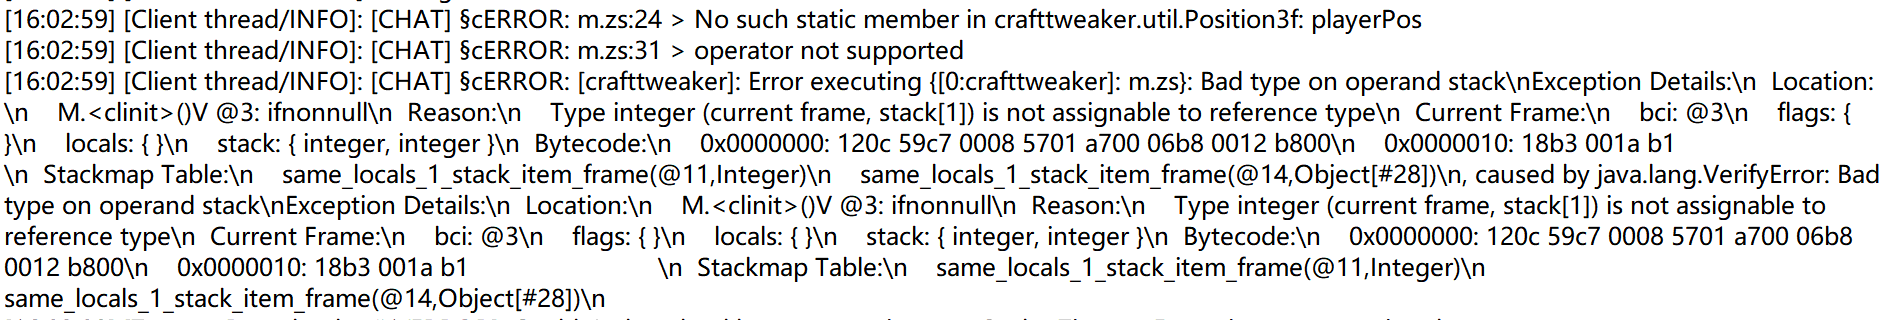 [16:02:59] [Client thread/INFO]: [CHAT] §cERROR: m.zs:24 > No such static member in crafttweaker.util.Position3f: playerPos
[16:02:59] [Client thread/INFO]: [CHAT] §cERROR: m.zs:31 > operator not supported
[16:02:59] [Client thread/INFO]: [CHAT] §cERROR: [crafttweaker]: Error executing {[0:crafttweaker]: m.zs}: Bad type on operand stack\nException Details:\n  Location:
\n    M.<clinit>()V @3: ifnonnull\n  Reason:\n    Type integer (current frame, stack[1]) is not assignable to reference type\n  Current Frame:\n    bci: @3\n    flags: {
}\n    locals: { }\n    stack: { integer, integer }\n  Bytecode:\n    0x0000000: 120c 59c7 0008 5701 a700 06b8 0012 b800\n    0x0000010: 18b3 001a b1
\n  Stackmap Table:\n    same_locals_1_stack_item_frame(@11,Integer)\n    same_locals_1_stack_item_frame(@14,Object[#28])\n, caused by java.lang.VerifyError: Bad
type on operand stack\nException Details:\n  Location:\n    M.<clinit>()V @3: ifnonnull\n  Reason:\n    Type integer (current frame, stack[1]) is not assignable to
reference type\n  Current Frame:\n    bci: @3\n    flags: { }\n    locals: { }\n    stack: { integer, integer }\n  Bytecode:\n    0x0000000: 120c 59c7 0008 5701 a700 06b8
0012 b800\n    0x0000010: 18b3 001a b1                              \n  Stackmap Table:\n    same_locals_1_stack_item_frame(@11,Integer)\n
same_locals_1_stack_item_frame(@14,Object[#28])\n